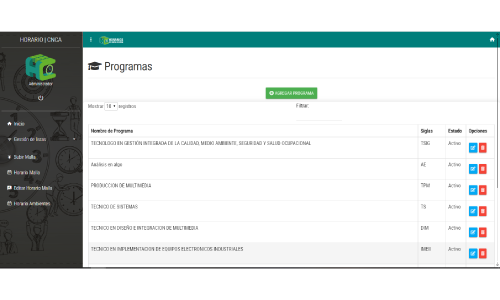 HORARIO | CNCA
Administrador
Programas
AGREGAR PROGRAMA
Mostrar 10 registros
Filtrar:
Nombre de Programa Siglas Estado Opciones
TECNOLOGO EN GESTION INTEGRADA DE LA CALIDAD, MEDIO AMBIENTE, SEGURIDAD Y SALUD OCUPACIONAL Activo
Análisis en algo AE Activo
PRODUCCION DE MULTIMEDIA TPM Activo
TECNICO DE SISTEMAS TS Activo
TECNICO EN DISEÑO E INTEGRACION DE MULTIMEDIA DIM Activo
TECNICO EN IMPLEMENTACION DE EQUIPOS ELECTRONICOS INDUSTRIALES IMEII Activo
Inicio
Gestión de base
Subir Malla
Horario Malla
Editar Horario Malla
Horario Ambientes